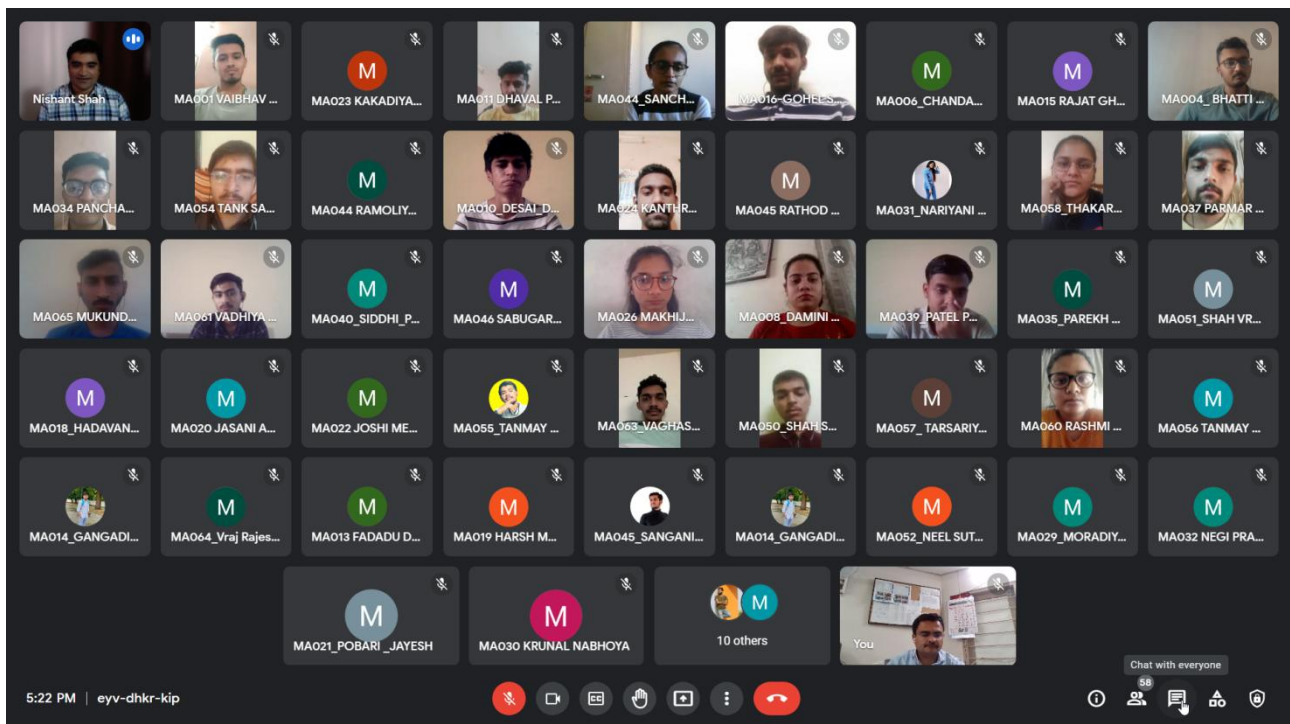 Nishant Shah
MA001 VAIBHAV ...
M
MA023 KAKADIYA...
MA011 DHAVAL P...
MA044_SANCH...
MA016-GOHEL S...
M
MA006_CHANDA...
M
MA015 RAJAT GH...
MA004_ BHATTI ...
MA034 PANCHA...
MA054 TANK SA...
M
MA044 RAMOLIY...
MA010_DESAI_D...
MA024 KANTHR...
M
MA045 RATHOD ...
MA031_NARIYANI ...
MA058_THAKAR...
MA037 PARMAR ...
MA065 MUKUND...
MA061 VADHIYA ...
M
MA040_SIDDHI_P...
M
MA046 SABUGAR...
MA026 MAKHIJ...
MA008_DAMINI ...
MA039_PATEL P...
M
MA035_PAREKH ...
M
MA051_SHAH VR...
M
MA018_HADAVAN...
M
MA020 JASANI A...
M
MA022 JOSHI ME...
MA055_TANMAY ...
MA063_VAGHAS...
MA050_SHAH S...
M
MA057_ TARSARIY...
MA060 RASHMI ...
M
MA056 TANMAY ...
MA014_GANGADI...
M
MA064_Vraj Rajes...
M
MA013 FADADU D...
M
MA019 HARSH M...
MA045_SANGANI...
MA014_GANGADI...
M
MA052_NEEL SUT...
M
MA029_MORADIY...
M
MA032 NEGI PRA...
M
MA021_POBARI _JAYESH
M
MA030 KRUNAL NABHOYA
M
10 others
You
Chat with everyone
5:22 PM | eyv-dhkr-kip
CC
58